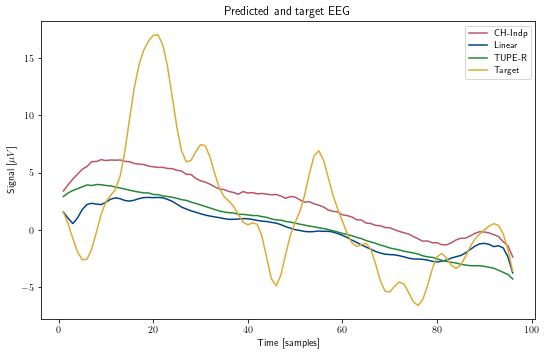 Predicted and target EEG
CH-Indp
Linear
TUPE-R
Target
Signal [μV]
15
10
5
0
−5
0 20 40 60 80 100
Time [samples]